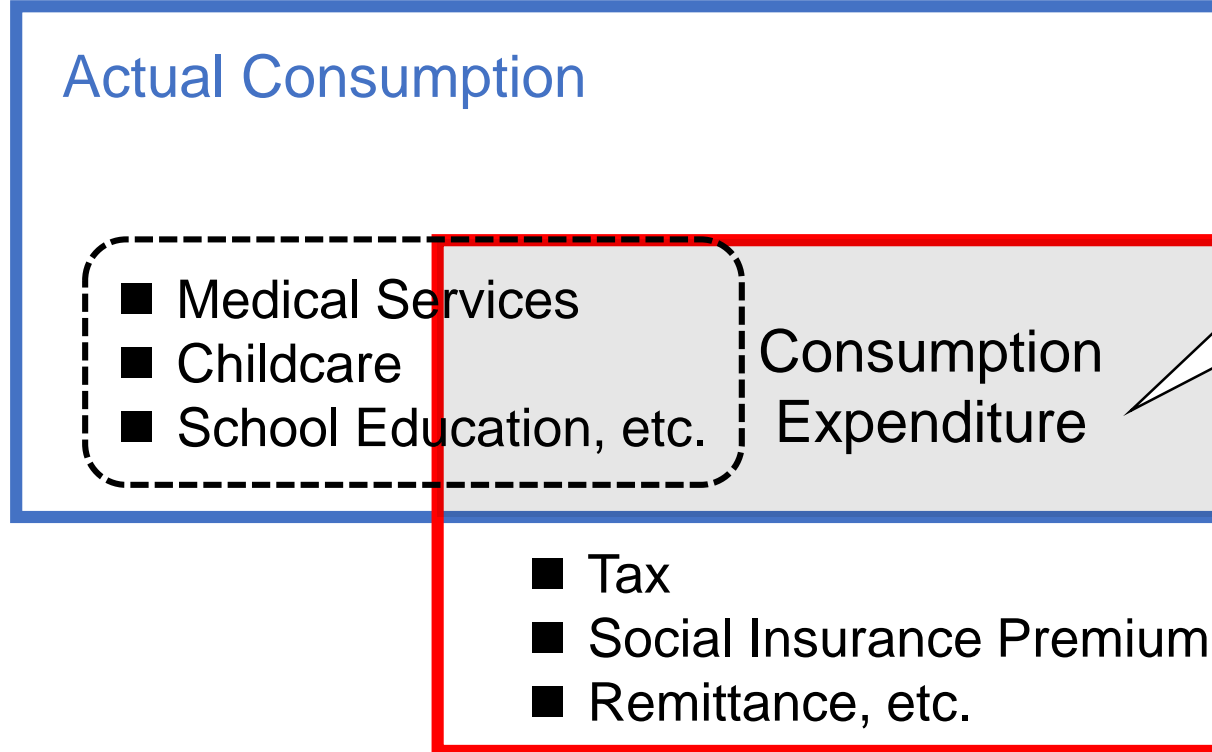 Actual Consumption
■ Medical Services
■ Childcare
■ School Education, etc.
Consumption
Expenditure
■ Tax
■ Social Insurance Premium
■ Remittance, etc.